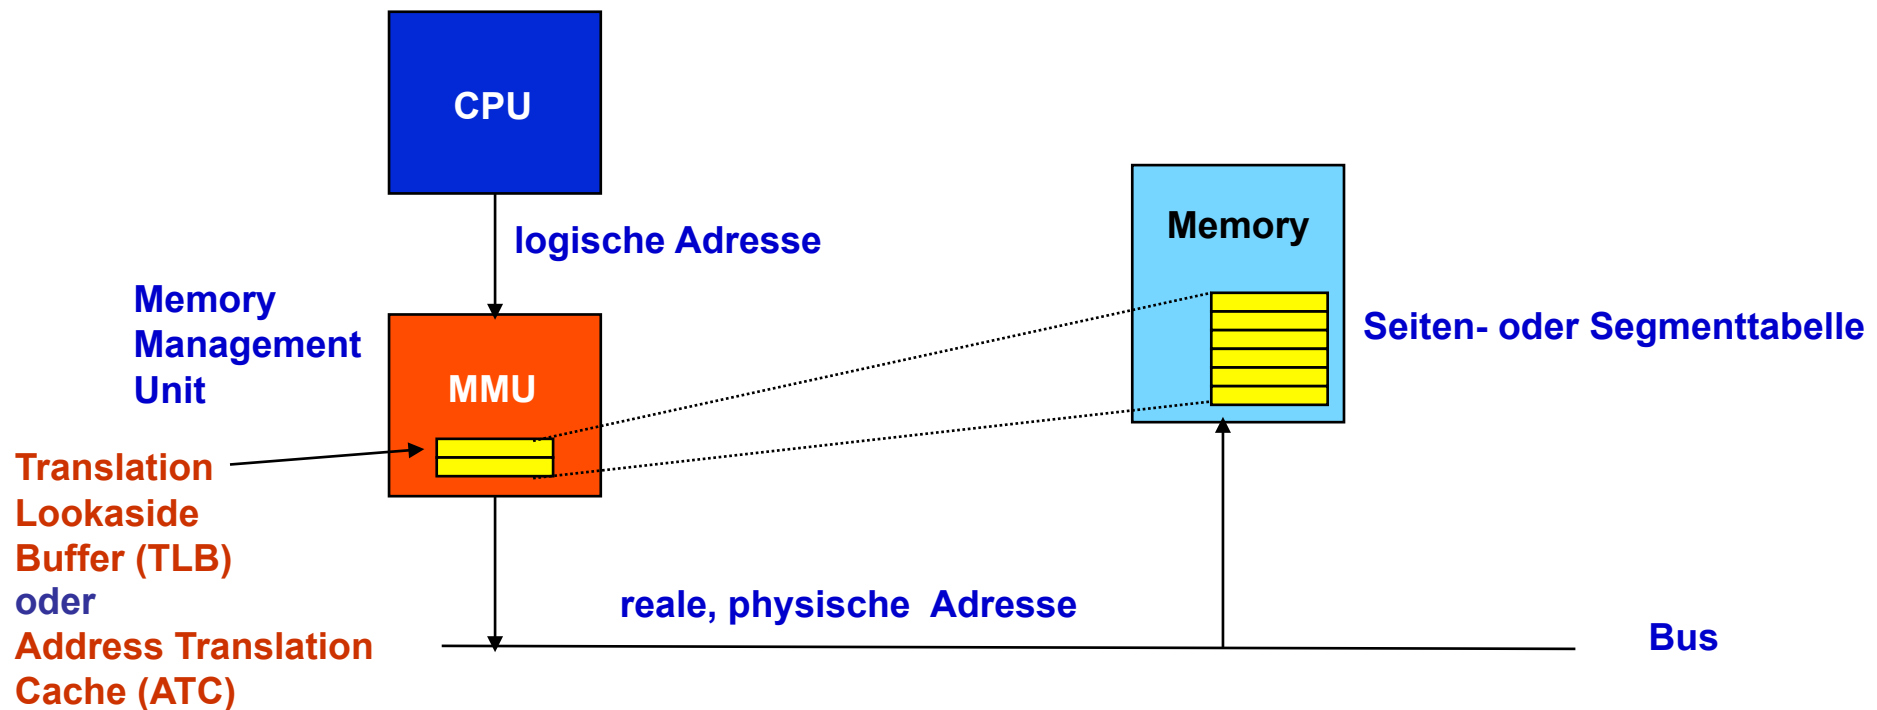 CPU
logische Adresse
Memory
Management
Unit
MMU
Memory
Seiten- oder Segmenttabelle
Translation
Lookaside
Buffer (TLB)
oder
Address Translation
Cache (ATC)
reale, physische Adresse
Bus